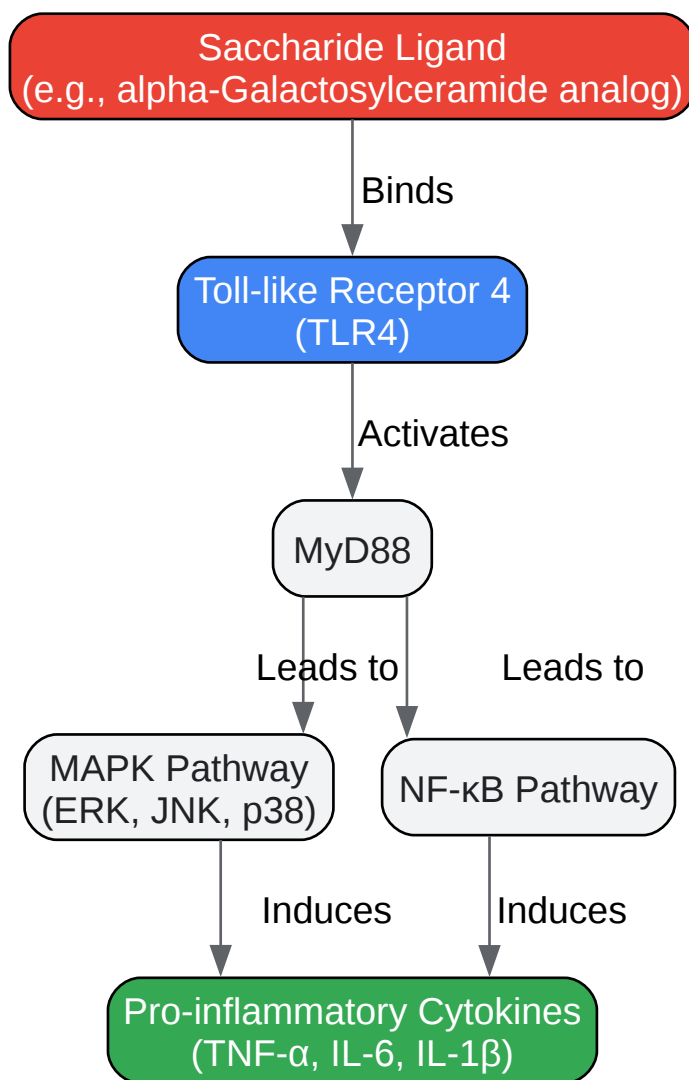 Saccharide Ligand
(e.g., alpha-Galactosylceramide analog)
Binds
Toll-like Receptor 4
(TLR4)
Activates
MyD88
Leads to
Leads to
MAPK Pathway
(ERK, JNK, p38)
NF-κB Pathway
Induces
Induces
Pro-inflammatory Cytokines
(TNF-α, IL-6, IL-1β)